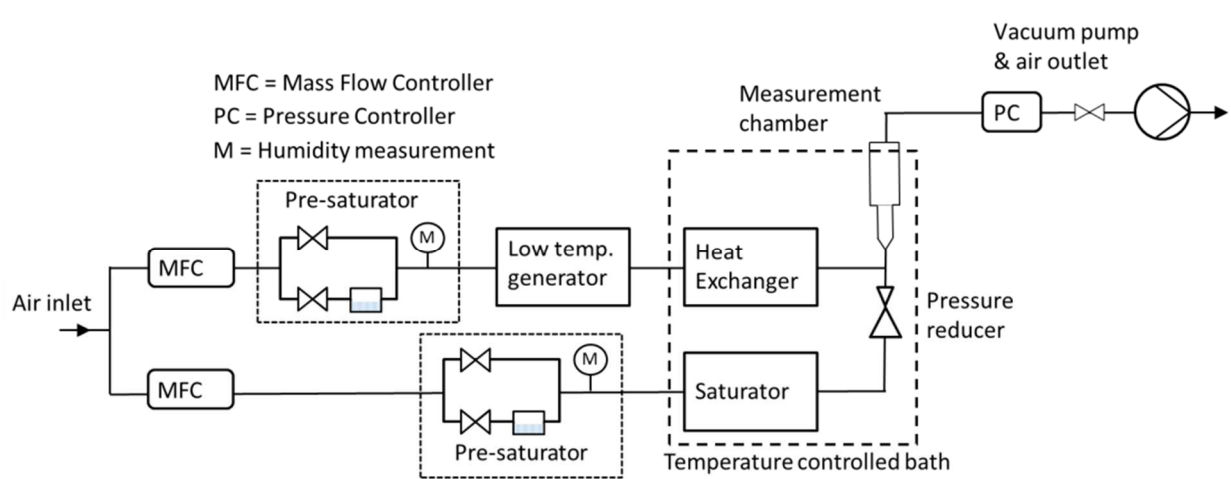 Vacuum pump
& air outlet
MFC = Mass Flow Controller
PC = Pressure Controller
M = Humidity measurement
Measurement
chamber
PC
Pre-saturator
M
MFC
Low temp.
generator
Heat
Exchanger
Air inlet
Pressure
reducer
M
MFC
Saturator
Pre-saturator
Temperature controlled bath